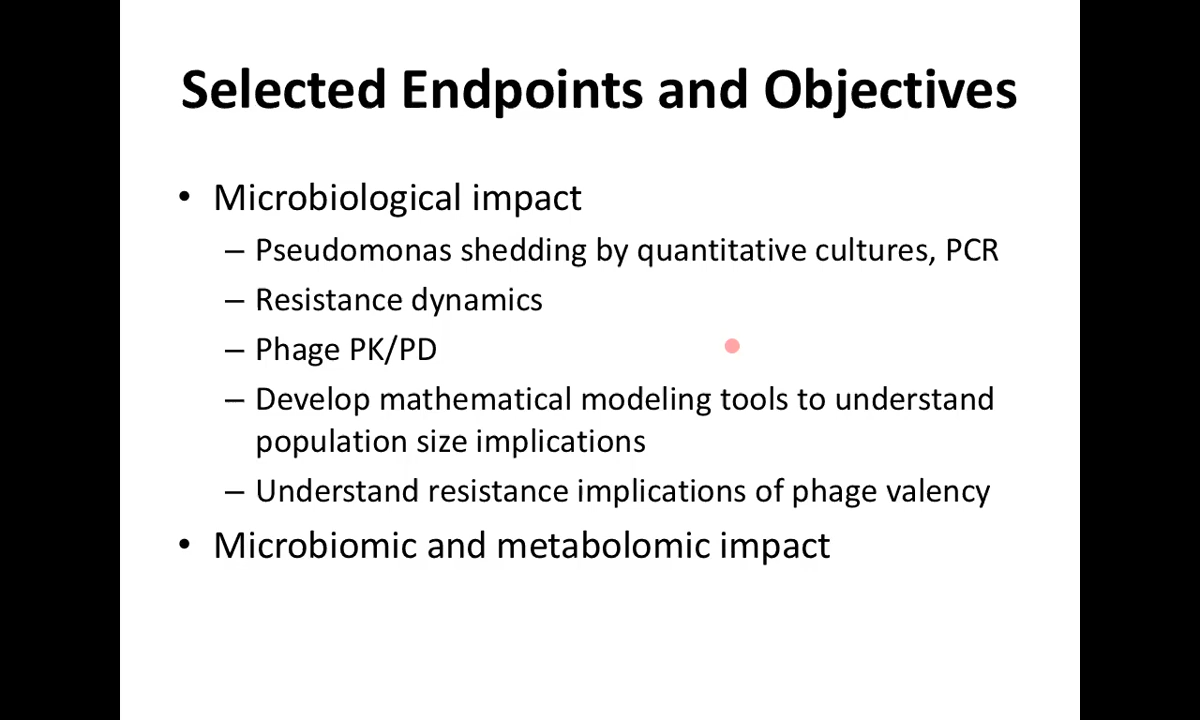 Selected Endpoints and Objectives
• Microbiological impact
– Pseudomonas shedding by quantitative cultures, PCR
– Resistance dynamics
– Phage PK/PD
– Develop mathematical modeling tools to understand
population size implications
– Understand resistance implications of phage valency
• Microbiomic and metabolomic impact